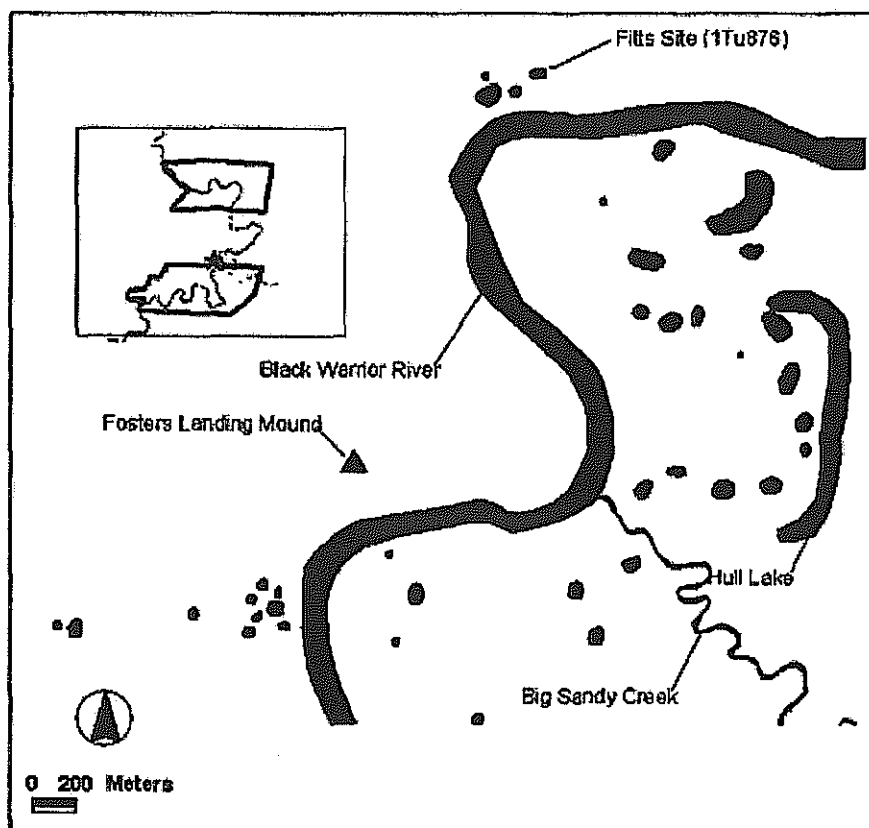 Fitts Site (1Tu876)
Black Warrior River
Fosters Landing Mound
Hull Lake
Big Sandy Creek
0 200 Meters